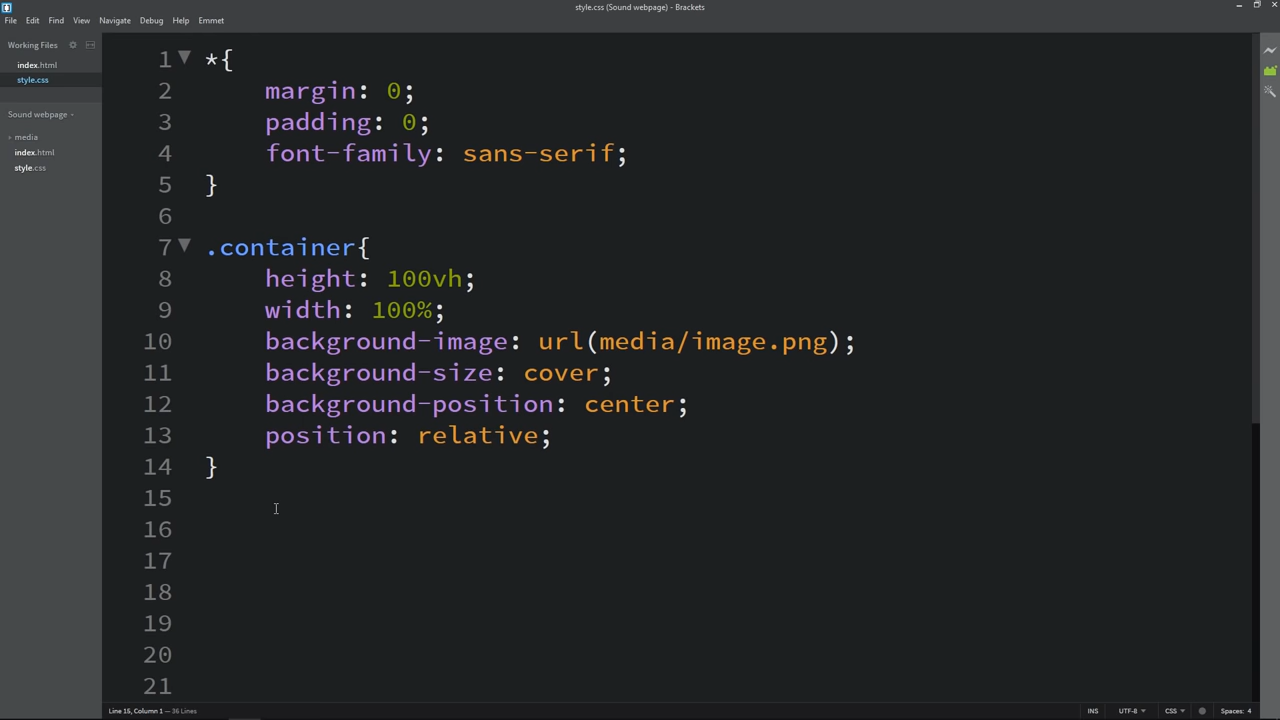 style.css (Sound webpage) - Brackets
File Edit Find View Navigate Debug Help Emmet
Working Files
index.html
style.css
Sound webpage
media
index.html
style.css
1 *{
2 margin: 0;
3 padding: 0;
4 font-family: sans-serif;
5 }
6
7 .container{
8 height: 100vh;
9 width: 100%;
10 background-image: url(media/image.png);
11 background-size: cover;
12 background-position: center;
13 position: relative;
14 }
15
16
17
18
19
20
21
Line 15, Column 1 — 36 Lines
INS UTF-8 CSS Spaces: 4